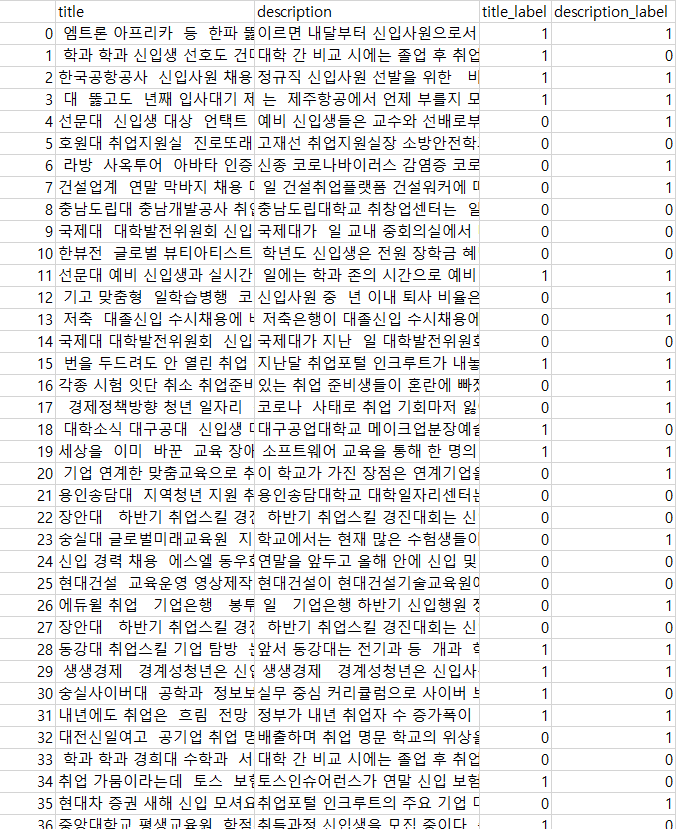 title description title_label description_label
0 엠트론 아프리카 등 한파 뚫 이르면 내달부터 신입사원으로서 1 1
1 학과 학과 신입생 선호도 건더 대학 간 비교 시에는 졸업 후 취업 1 0
2 한국공항공사 신입사원 채용 정규직 신입사원 선발을 위한 1 1
3 대 뚫고도 년째 입사대기 제 는 제주항공에서 언제 부를지 모 1 1
4 선문대 신입생 대상 언택트 예비 신입생들은 교수와 선배로부 0 1
5 호원대 취업지원실 진로또래 고재선 취업지원실장 소방안전학 0 0
6 라방 사옥투어 아바타 인증 신종 코로나바이러스 감염증 코로 0 1
7 건설업계 연말 막바지 채용 일 건설취업플랫폼 건설워커에 0 1
8 충남도립대 충남개발공사 취업 충남도립대학교 취창업센터는 일 0 0
9 국제대 대학발전위원회 신입 국제대가 일 교내 중회의실에서 0 0
10 한뷰전 글로벌 뷰티아티스트 학년도 신입생은 전원 장학금 혜 0 0
11 선문대 예비 신입생과 실시간 일에는 학과 존의 시간으로 예비 1 1
12 기고 맞춤형 일학습병행 코 신입사원 중 년 이내 퇴사 비율은 0 1
13 저축 대졸신입 수시채용에 저축은행이 대졸신입 수시채용에 0 1
14 국제대 대학발전위원회 신입 국제대가 지난 일 대학발전위원회 0 0
15 번을 두드려도 안 열린 취업 지난달 취업포털 인크루트가 내놓 1 1
16 각종 시험 잇단 취소 취업준비 있는 취업 준비생들이 혼란에 빠졌 0 1
17 경제정책방향 청년 일자리 코로나 사태로 취업 기회마저 잃 0 1
18 대학소식 대구공대 신입생 대구공업대학교 메이크업분장예술 1 0
19 세상을 이미 바꾼 교육 장애 소프트웨어 교육을 통해 한 명의 1 1
20 기업 연계한 맞춤교육으로 취 이 학교가 가진 장점은 연계기업을 0 1
21 용인송담대 지역청년 지원 취 용인송담대학교 대학일자리센터는 0 0
22 장안대 하반기 취업스킬 경진 하반기 취업스킬 경진대회는 신 0 0
23 숭실대 글로벌미래교육원 지 학교에서는 현재 많은 수험생들이 0 1
24 신입 경력 채용 에스엘 동우화 연말을 앞두고 올해 안에 신입 및 0 0
25 현대건설 교육운영 영상제작 현대건설이 현대건설기술교육원에 0 0
26 에듀윌 취업 기업은행 봉투 일 기업은행 하반기 신입행원 정 0 1
27 장안대 하반기 취업스킬 경진 하반기 취업스킬 경진대회는 신 0 0
28 동강대 취업스킬 기업 탐방 는 앞서 동강대는 전기과 등 개과 1 1
29 생생경제 경계성청년은 신입 생생경제 경계성청년은 신입사 1 1
30 숭실사이버대 공학과 정보보 실무 중심 커리큘럼으로 사이버 보 1 0
31 내년에도 취업은 흐림 전망 정부가 내년 취업자 수 증가폭이 1 1
32 대전신일여고 공기업 취업 명 배출하며 취업 명문 학교의 위상을 0 1
33 학과 학과 경희대 수학과 서 대학 간 비교 시에는 졸업 후 취업 0 0
34 취업 가뭄이라는데 토스 보험 토스인슈어런스가 연말 신입 보험 1 0
35 현대차 증권 새해 신입 모셔요 취업포털 인크루트의 주요 기업 0 1
36 중앙대학교 평생교육원 학점 취득과정 신입생을 모집 중이다 1 0